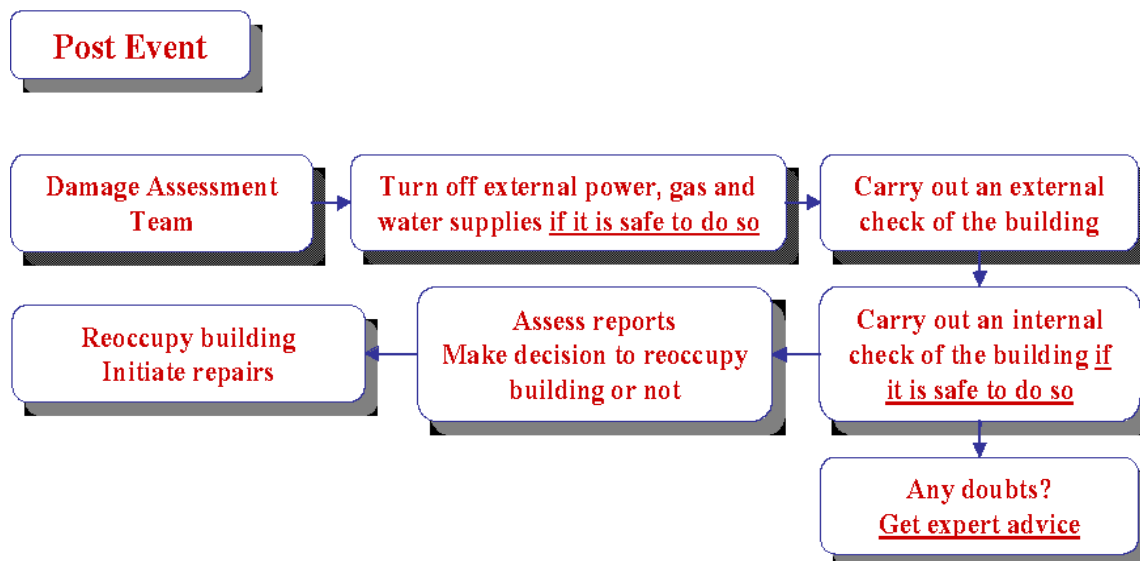 Post Event
Damage Assessment
Team
Turn off external power, gas and
water supplies if it is safe to do so
Carry out an external
check of the building
Carry out an internal
check of the building if
it is safe to do so
Assess reports
Make decision to reoccupy
building or not
Reoccupy building
Initiate repairs
Any doubts?
Get expert advice